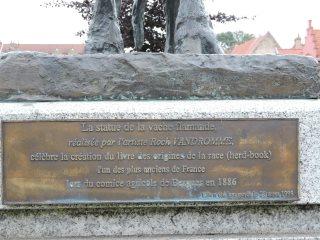 La statue de la vache flamande,
réalisée par l'artiste Roch VANDROMME,
célèbre la création du livre des origines de la race (herd-book)
l'un des plus anciens de France
lors du comice agricole de Bergues en 1886